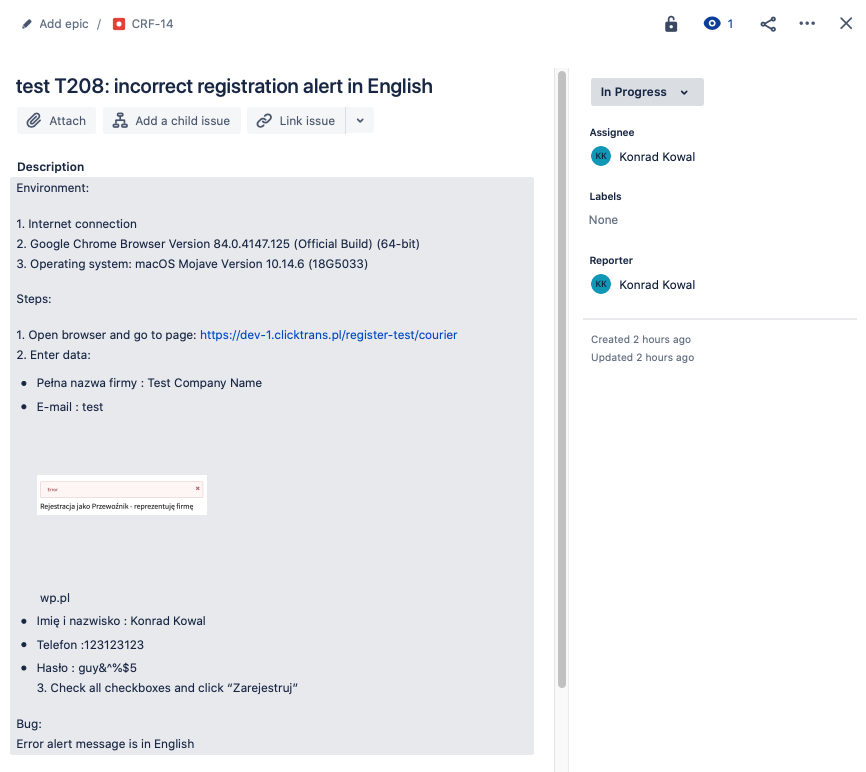 Add epic / CRF-14
1
test T208: incorrect registration alert in English
Attach
Add a child issue
Link issue
Description
Environment:
1. Internet connection
2. Google Chrome Browser Version 84.0.4147.125 (Official Build) (64-bit)
3. Operating system: macOS Mojave Version 10.14.6 (18G5033)
Steps:
1. Open browser and go to page: https://dev-1.clicktrans.pl/register-test/courier
2. Enter data:
• Pełna nazwa firmy : Test Company Name
• E-mail : test
Error
Rejestracja jako Przewoźnik - reprezentuję firmę
wp.pl
• Imię i nazwisko : Konrad Kowal
• Telefon :123123123
• Hasło : guy&^%$5
3. Check all checkboxes and click “Zarejestruj”
Bug:
Error alert message is in English
In Progress
Assignee
KK Konrad Kowal
Labels
None
Reporter
KK Konrad Kowal
Created 2 hours ago
Updated 2 hours ago